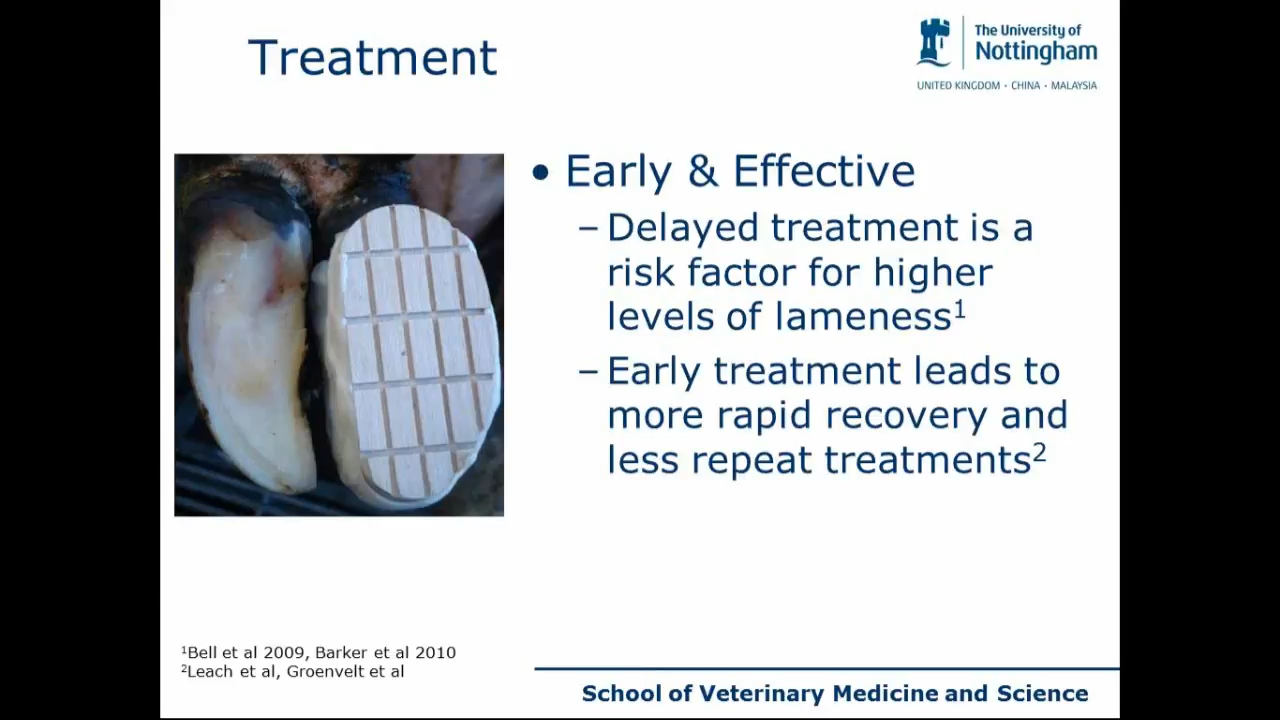 Treatment
The University of
Nottingham
UNITED KINGDOM · CHINA · MALAYSIA
• Early & Effective
– Delayed treatment is a
risk factor for higher
levels of lameness¹
– Early treatment leads to
more rapid recovery and
less repeat treatments²
¹Bell et al 2009, Barker et al 2010
²Leach et al, Groenvelt et al
School of Veterinary Medicine and Science